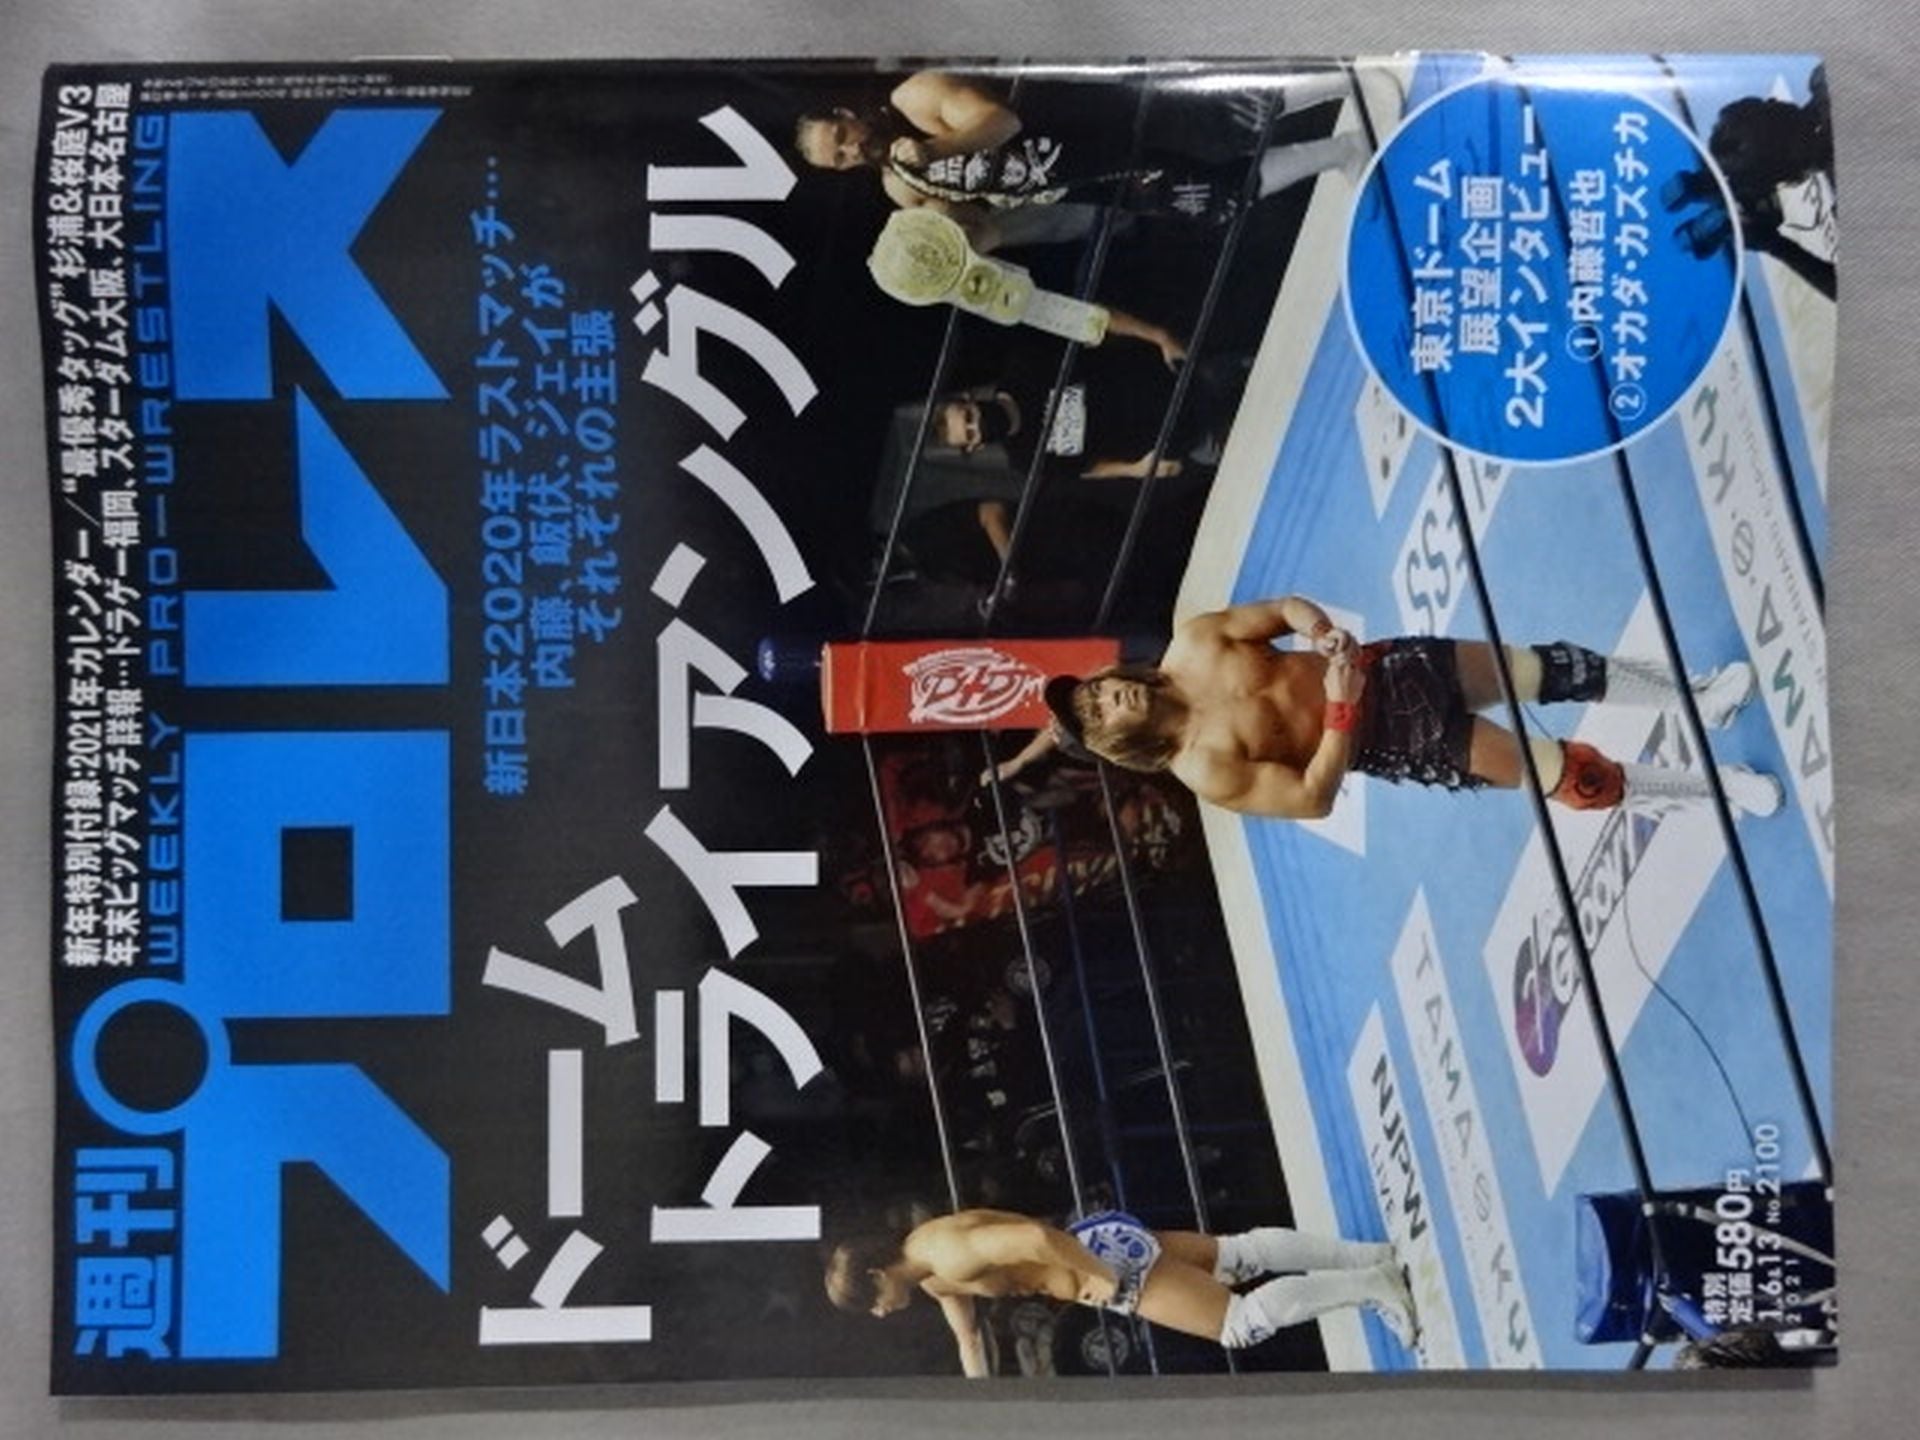 新年特別付録:2021年カレンダー/“最優秀タッグ”杉浦&桜庭V3
年末ビッグマッチ詳報…ドラゲー福岡、スターダム大阪、大日本名古屋
週刊
WEEKLY PRO-WRESTLING
プロレス
新日本2020年ラストマッチ…
内藤、飯伏、ジェイが
それぞれの主張
ドーム
トライアングル
東京ドーム
展望企画
2大インタビュー
①内藤哲也
②オカダ・カズチカ
NJPW
TAMA
特別
定価580円
1.6&13 No.2100
2021